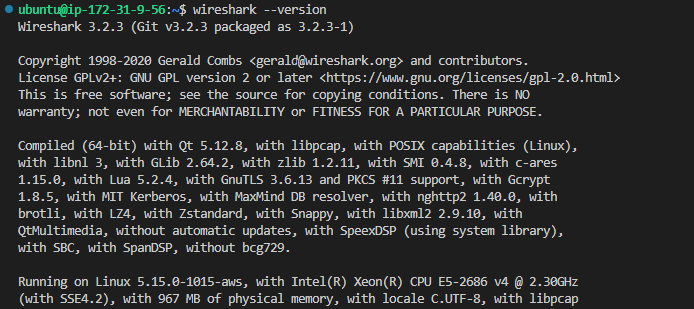 ubuntu@ip-172-31-9-56:~$ wireshark --version
Wireshark 3.2.3 (Git v3.2.3 packaged as 3.2.3-1)
Copyright 1998-2020 Gerald Combs <gerald@wireshark.org> and contributors.
License GPLv2+: GNU GPL version 2 or later <https://www.gnu.org/licenses/gpl-2.0.html>
This is free software; see the source for copying conditions. There is NO
warranty; not even for MERCHANTABILITY or FITNESS FOR A PARTICULAR PURPOSE.
Compiled (64-bit) with Qt 5.12.8, with libpcap, with POSIX capabilities (Linux),
with libnl 3, with GLib 2.64.2, with zlib 1.2.11, with SMI 0.4.8, with c-ares
1.15.0, with Lua 5.2.4, with GnuTLS 3.6.13 and PKCS #11 support, with Gcrypt
1.8.5, with MIT Kerberos, with MaxMind DB resolver, with nghttp2 1.40.0, with
brotli, with LZ4, with Zstandard, with Snappy, with libxml2 2.9.10, with
QtMultimedia, without automatic updates, with SpeexDSP (using system library),
with SBC, with SpanDSP, without bcg729.
Running on Linux 5.15.0-1015-aws, with Intel(R) Xeon(R) CPU E5-2686 v4 @ 2.30GHz
(with SSE4.2), with 967 MB of physical memory, with locale C.UTF-8, with libpcap